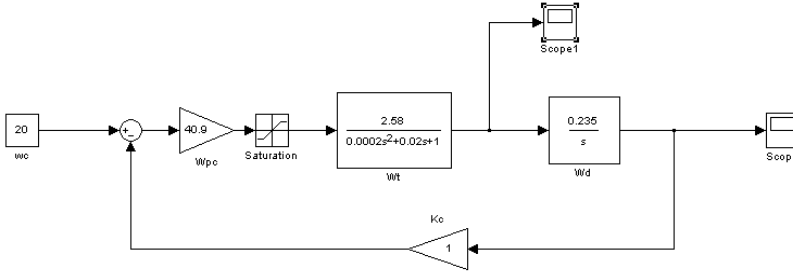 Scope1
20
wc
+
-
40.9
Wpc
Saturation
2.58
0.0002s2+0.02s+1
Wt
0.235
s
Wd
Scop
Kc
1